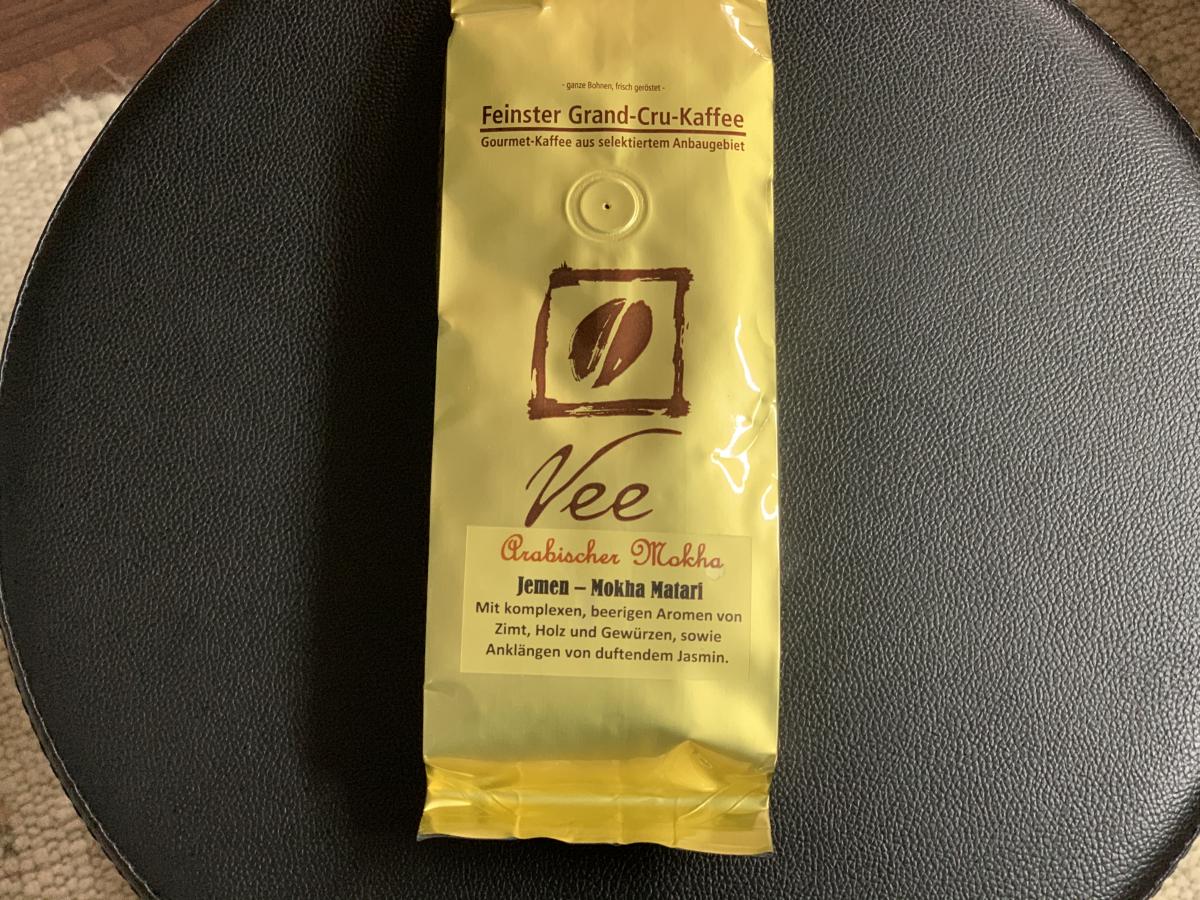 - ganze Bohnen, frisch geröstet -
Feinster Grand-Cru-Kaffee
Gourmet-Kaffee aus selektiertem Anbaugebiet
Vee
Arabischer Mokha
Jemen – Mokha Matari
Mit komplexen, beerigen Aromen von
Zimt, Holz und Gewürzen, sowie
Anklängen von duftendem Jasmin.